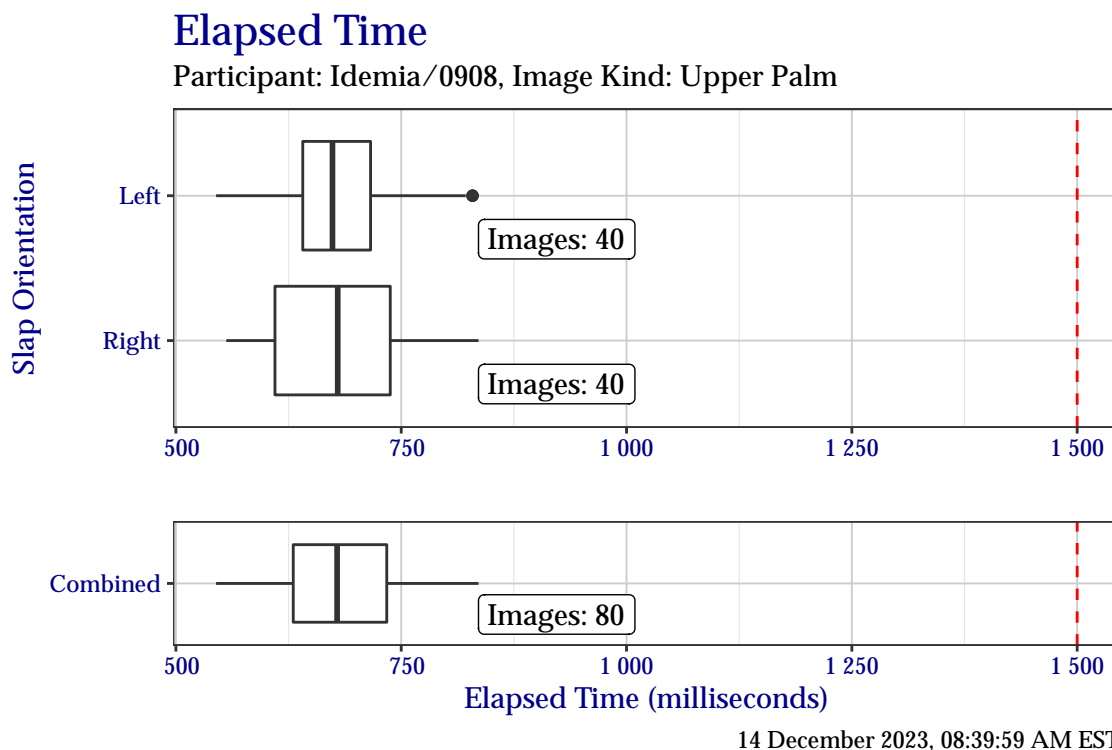 Elapsed Time
Participant: Idemia/0908, Image Kind: Upper Palm
Slap Orientation
Left
Images: 40
Right
Images: 40
500 750 1 000 1 250 1 500
Combined
Images: 80
500 750 1 000 1 250 1 500
Elapsed Time (milliseconds)
14 December 2023, 08:39:59 AM EST